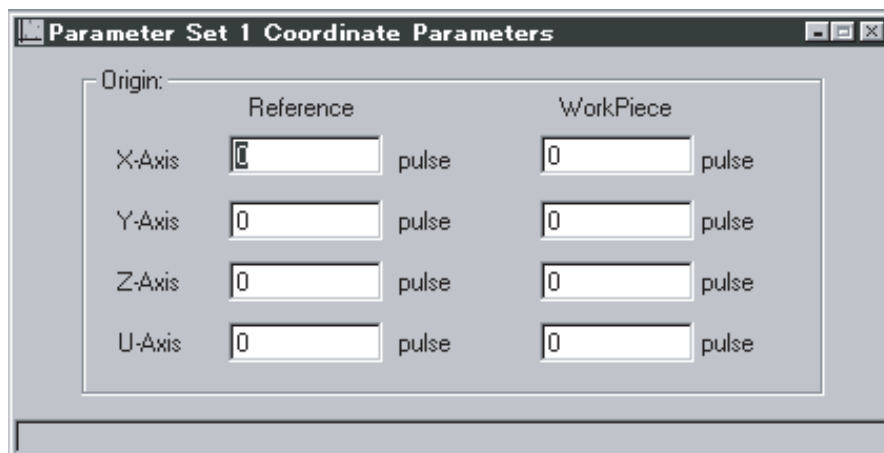 Parameter Set 1 Coordinate Parameters
Origin:
Reference WorkPiece
X-Axis 0 pulse 0 pulse
Y-Axis 0 pulse 0 pulse
Z-Axis 0 pulse 0 pulse
U-Axis 0 pulse 0 pulse